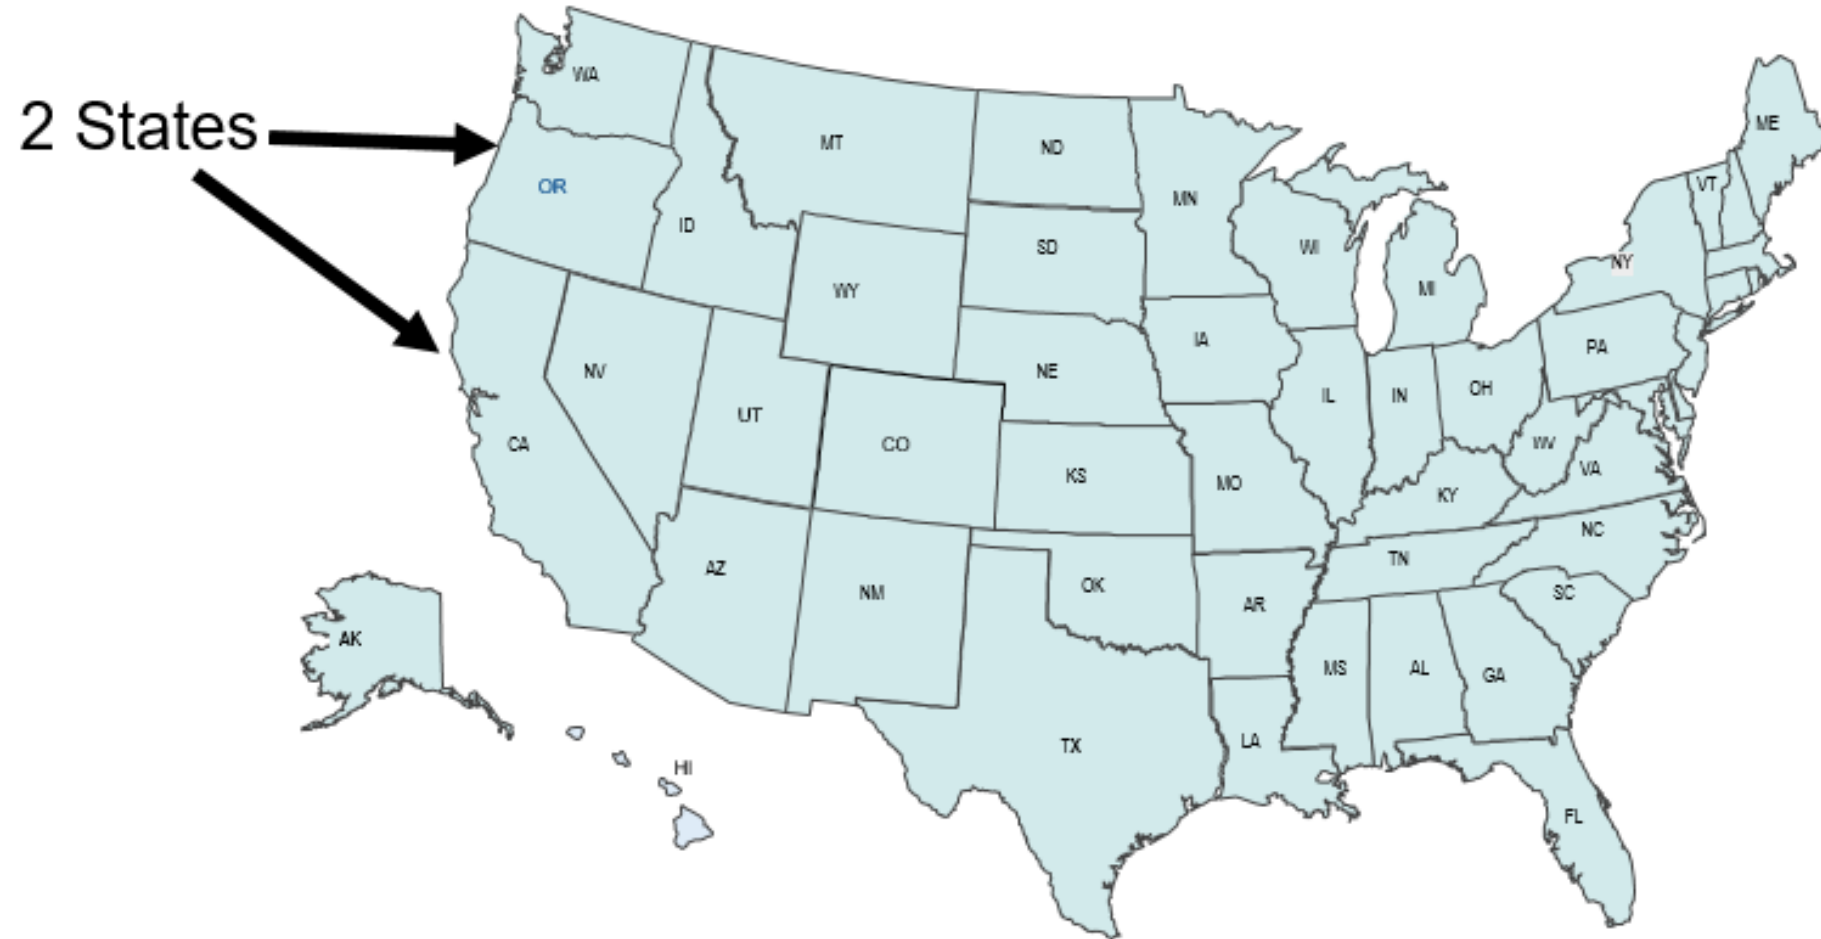 2 States
WA
OR
CA
ID
NV
MT
WY
UT
CO
AZ
NM
ND
SD
NE
KS
OK
TX
MN
IA
MO
AR
LA
WI
IL
MI
IN
OH
KY
TN
MS
AL
GA
FL
SC
NC
VA
WV
PA
NY
VT
ME
AK
HI